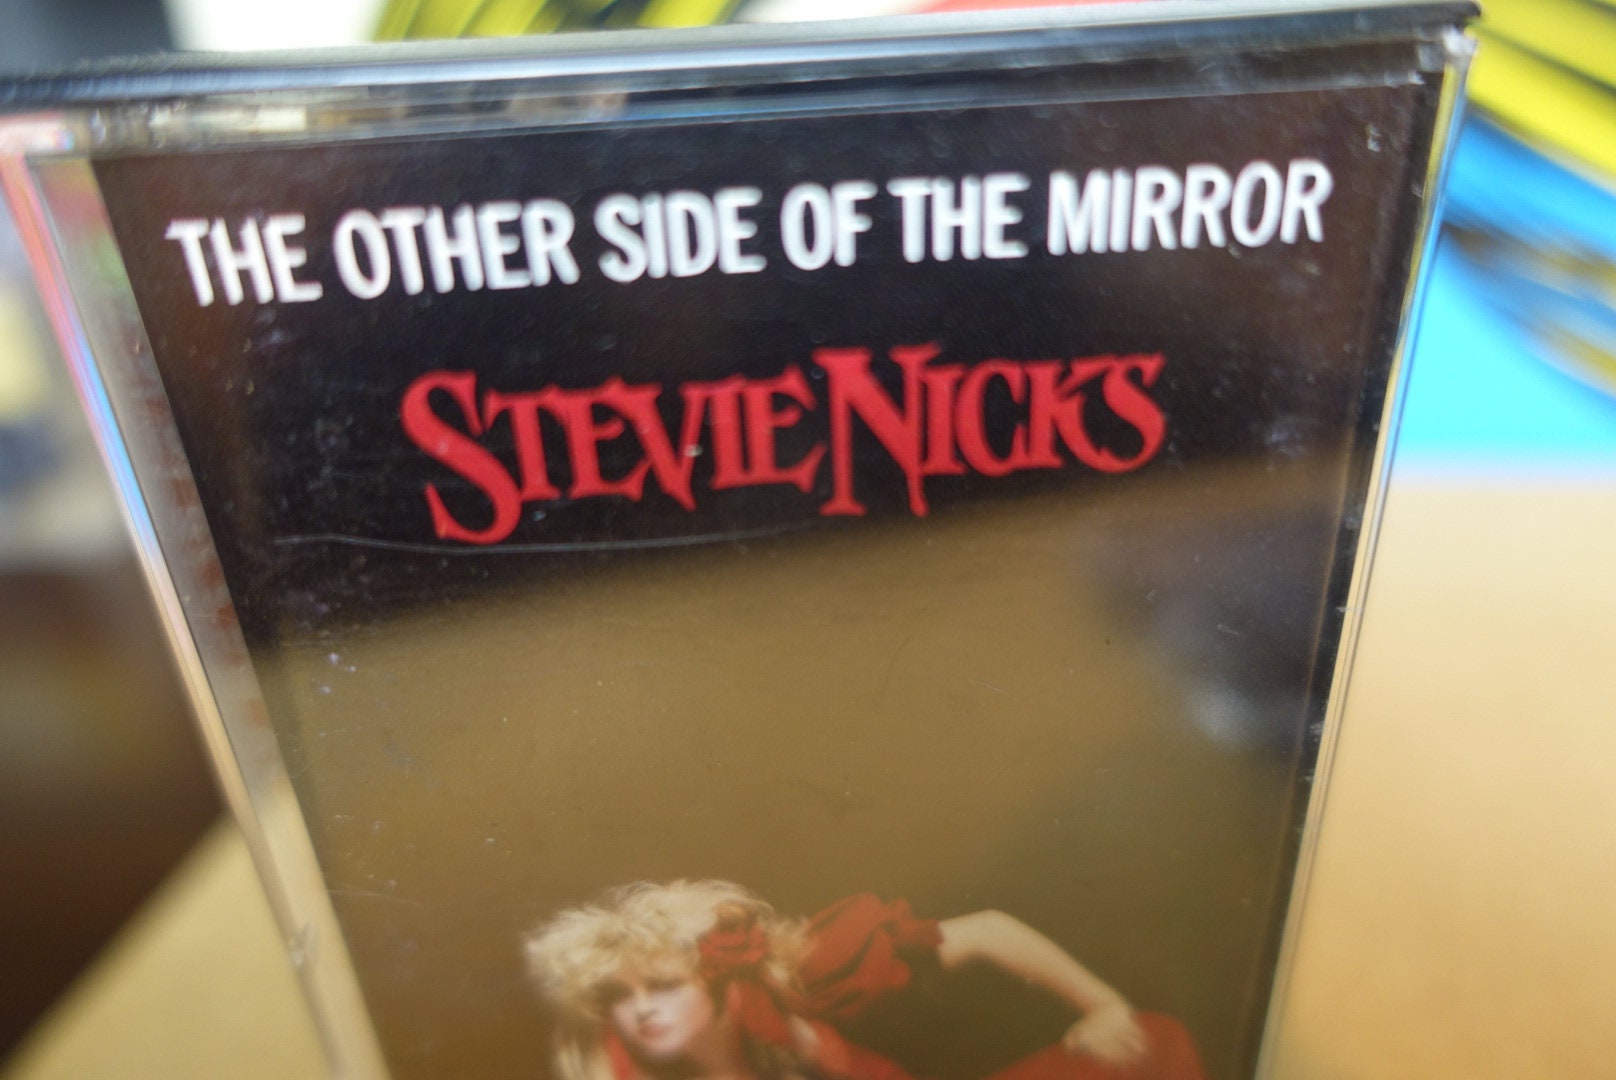 THE OTHER SIDE OF THE MIRROR
STEVIE NICKS